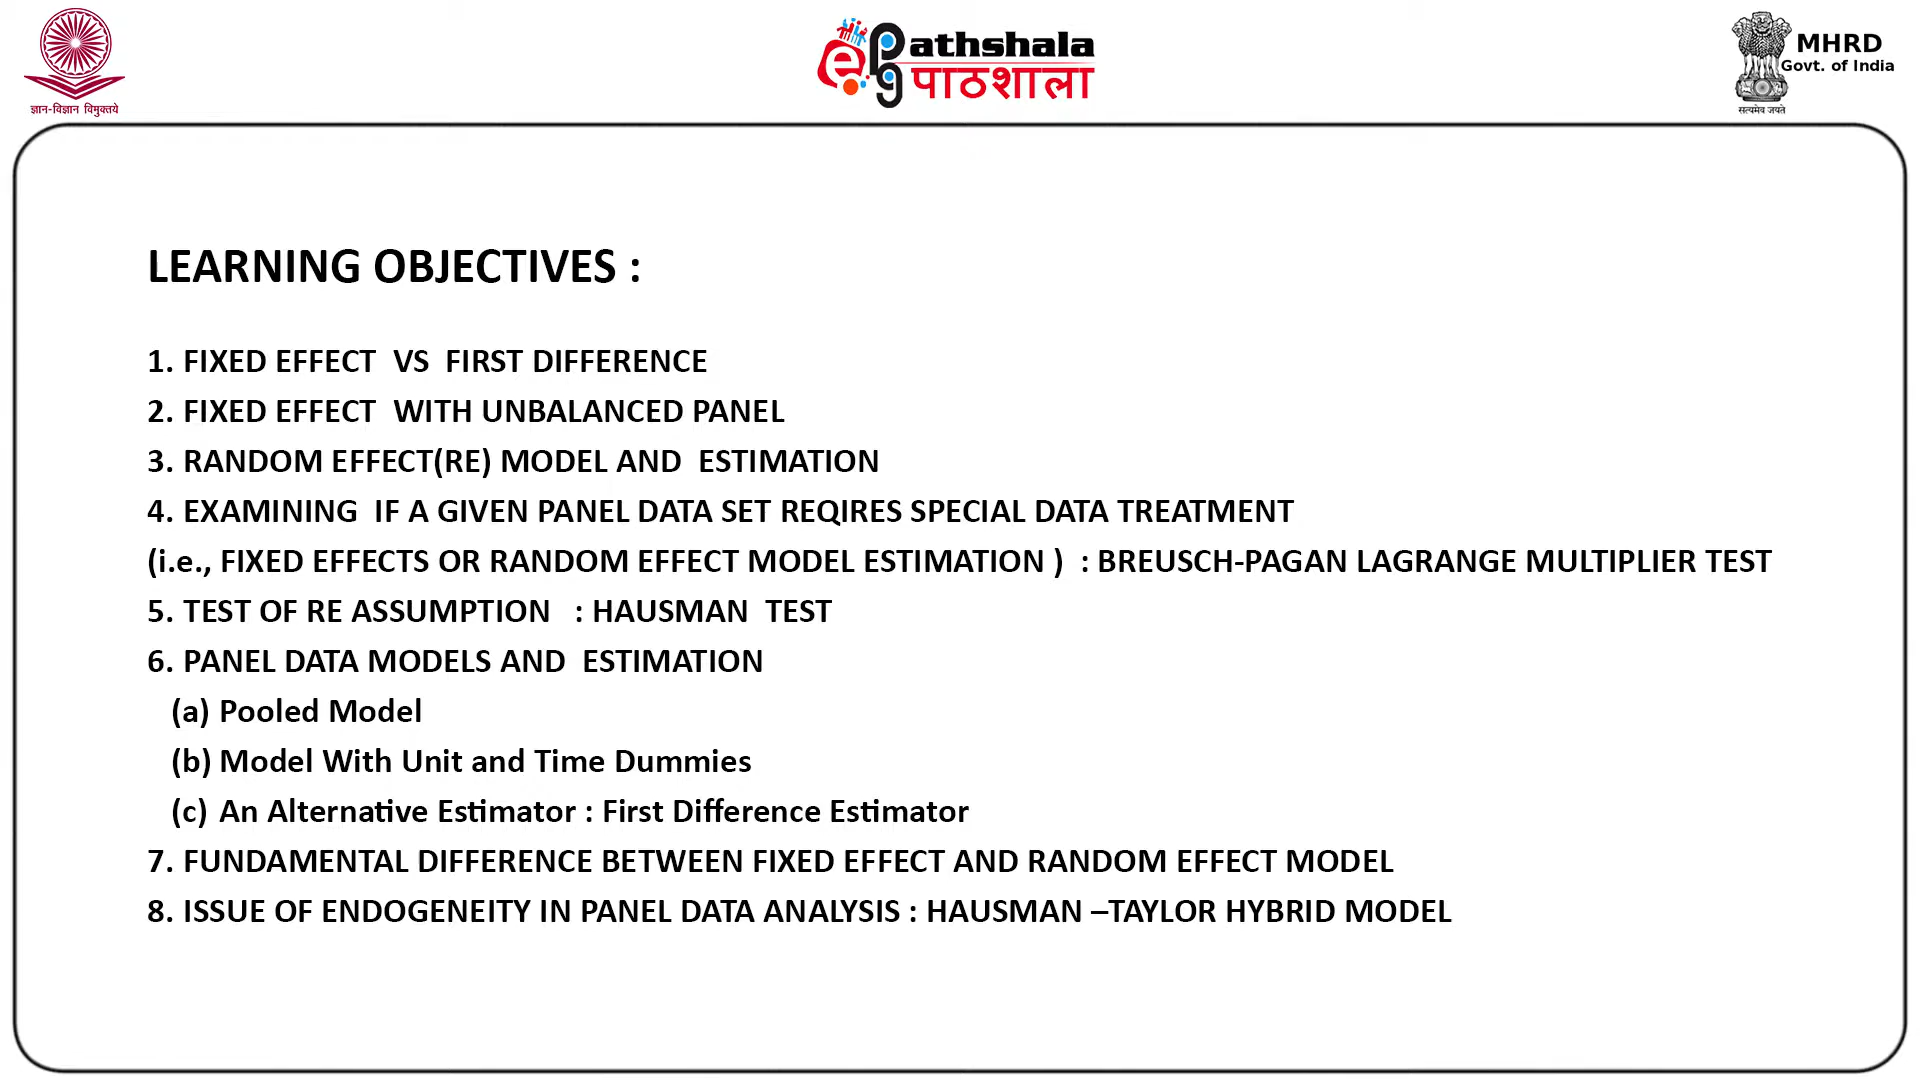 ज्ञान-विज्ञान विमुक्तये
e
PG
Pathshala
पाठशाला
MHRD
Govt. of India
सत्यमेव जयते
LEARNING OBJECTIVES :
1. FIXED EFFECT VS FIRST DIFFERENCE
2. FIXED EFFECT WITH UNBALANCED PANEL
3. RANDOM EFFECT(RE) MODEL AND ESTIMATION
4. EXAMINING IF A GIVEN PANEL DATA SET REQIRES SPECIAL DATA TREATMENT
(i.e., FIXED EFFECTS OR RANDOM EFFECT MODEL ESTIMATION ) : BREUSCH-PAGAN LAGRANGE MULTIPLIER TEST
5. TEST OF RE ASSUMPTION : HAUSMAN TEST
6. PANEL DATA MODELS AND ESTIMATION
(a) Pooled Model
(b) Model With Unit and Time Dummies
(c) An Alternative Estimator : First Difference Estimator
7. FUNDAMENTAL DIFFERENCE BETWEEN FIXED EFFECT AND RANDOM EFFECT MODEL
8. ISSUE OF ENDOGENEITY IN PANEL DATA ANALYSIS : HAUSMAN –TAYLOR HYBRID MODEL